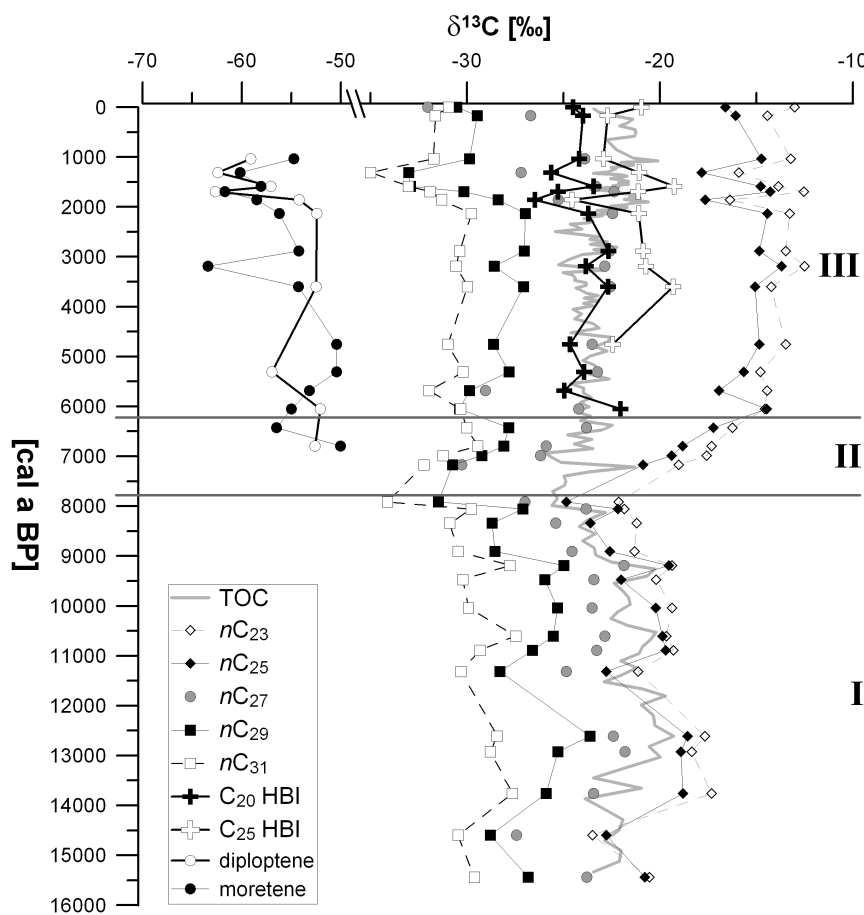 δ¹³C [‰]
-70 -60 -50 -30 -20 -10
0
1000
2000
3000
4000
5000
6000
7000
8000
9000
10000
11000
12000
13000
14000
15000
16000
[cal a BP]
III
II
I
TOC
nC₂₃
nC₂₅
nC₂₇
nC₂₉
nC₃₁
C₂₀ HBI
C₂₅ HBI
diploptene
moretene